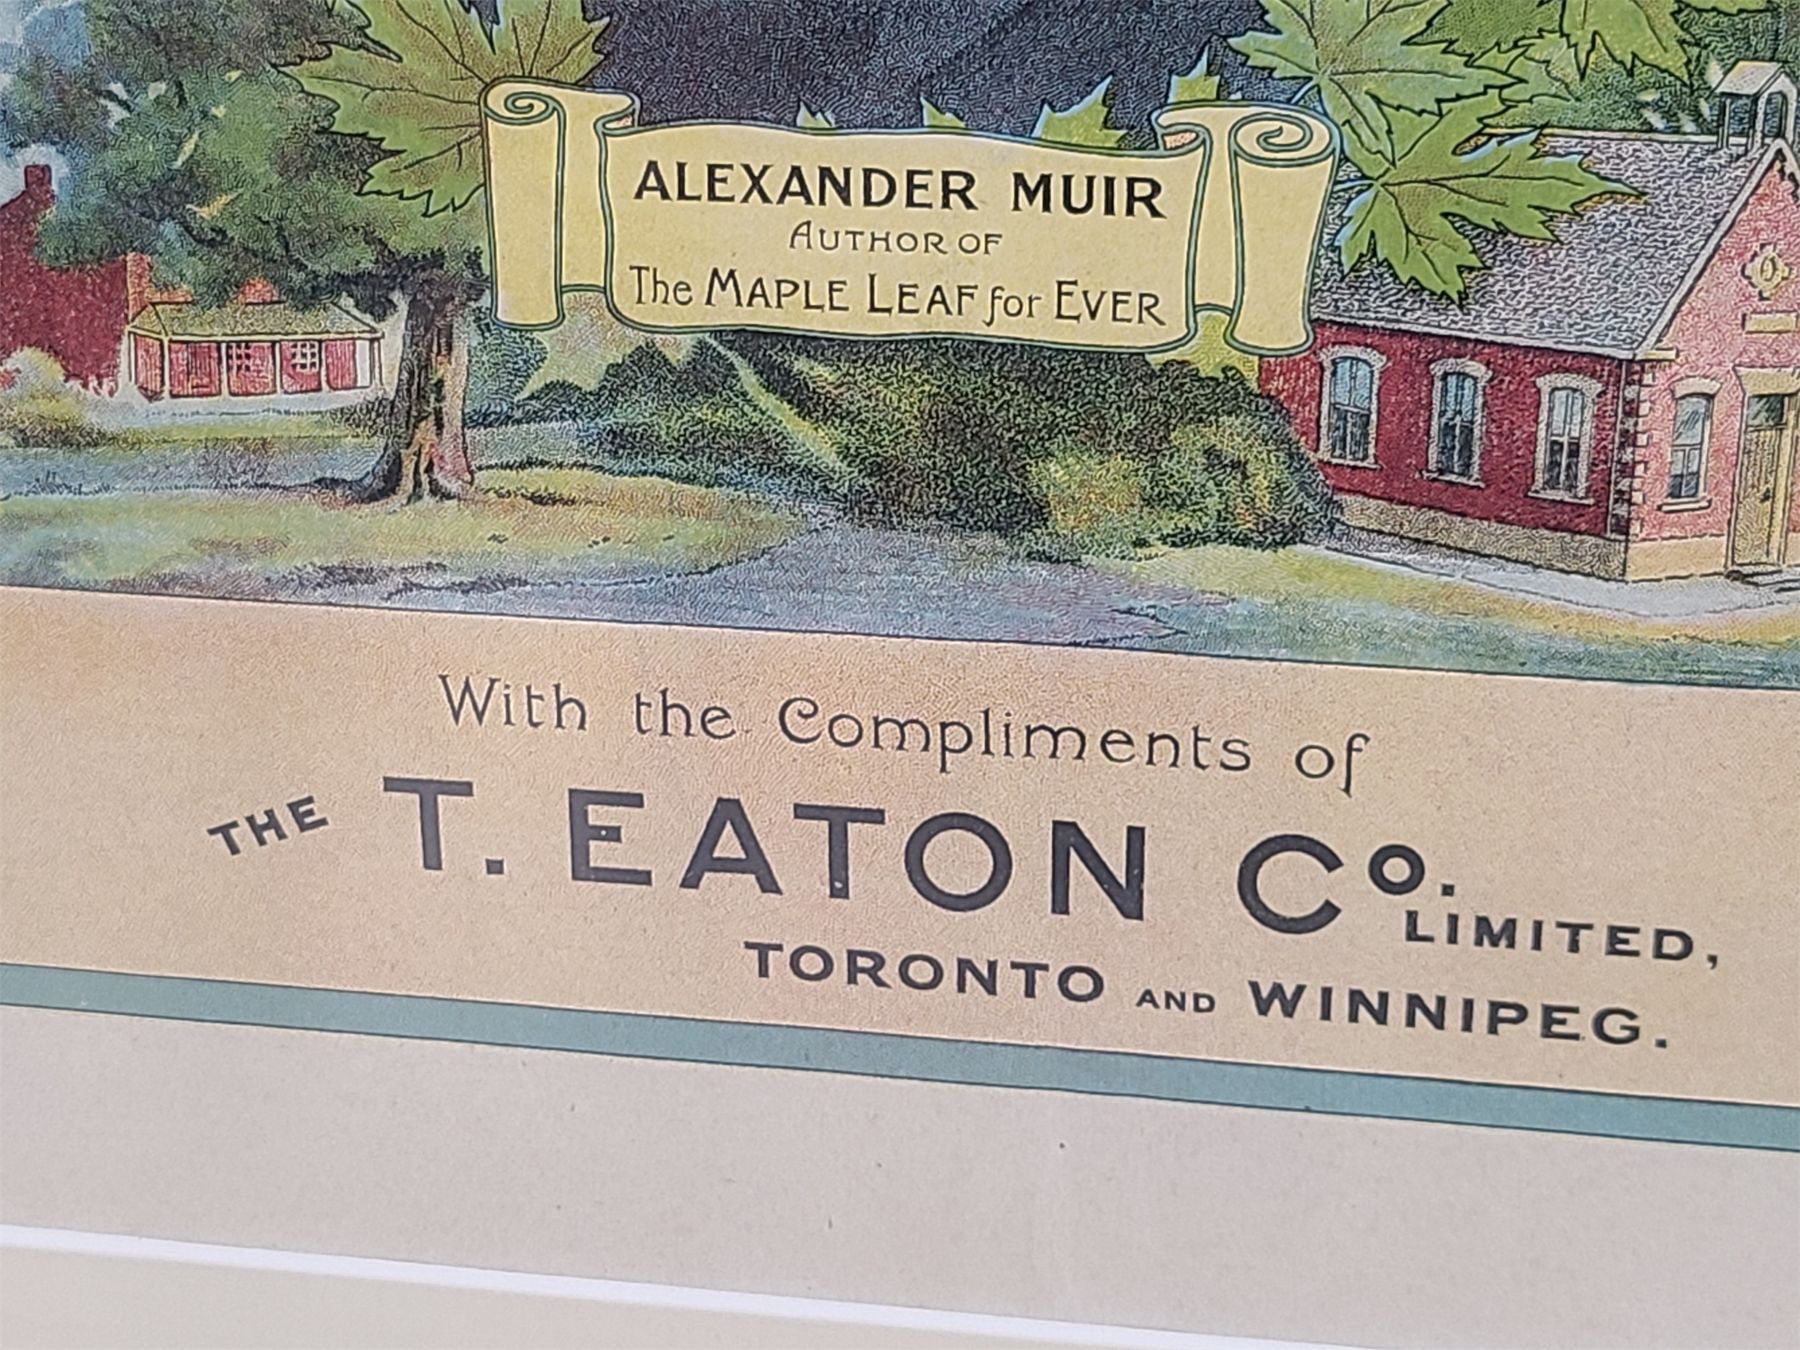 ALEXANDER MUIR
AUTHOR OF
The MAPLE LEAF for EVER
With the Compliments of
THE T. EATON Co. LIMITED,
TORONTO AND WINNIPEG.